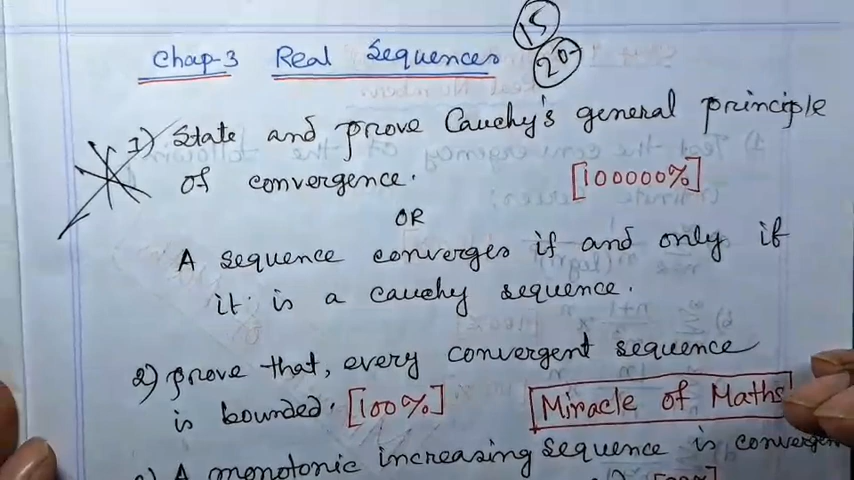 15
Chap-3 Real Sequences
20
1) State and prove Cauchy's general principle
of convergence. [100000%]
OR
A sequence converges if and only if
it is a cauchy sequence.
2) prove that, every convergent sequence
is bounded. [100%] Miracle of Maths
A monotonic increasing sequence is convergent